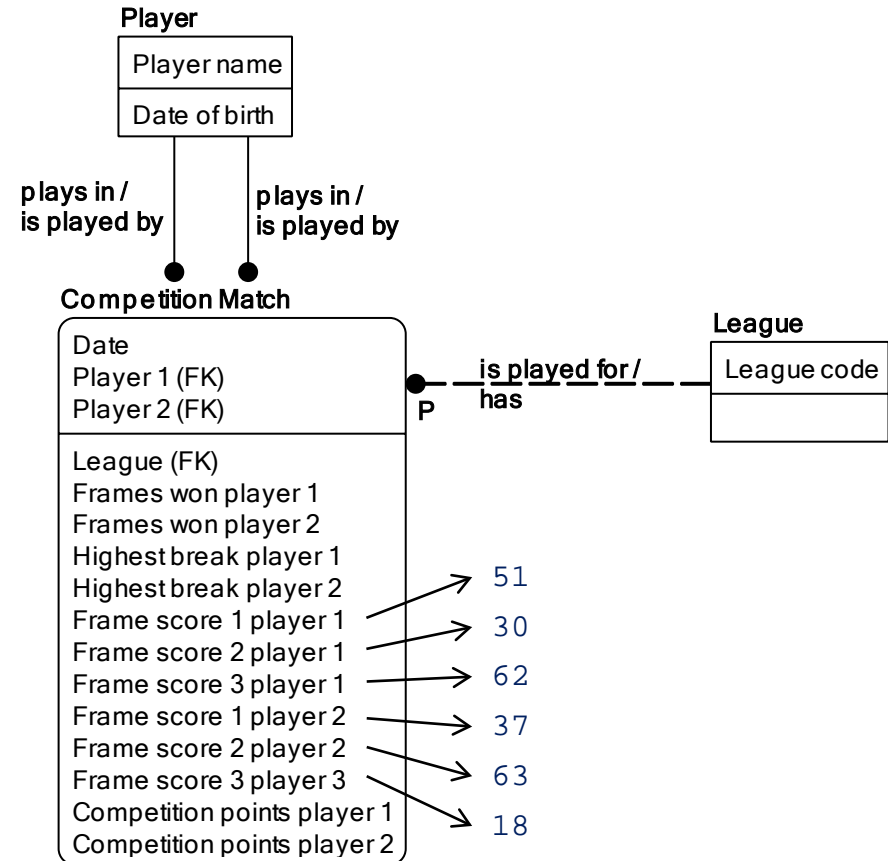 Player
Player name
Date of birth
plays in /
is played by
plays in /
is played by
Competition Match
Date
Player 1 (FK)
Player 2 (FK)
P
is played for /
has
League
League code
League (FK)
Frames won player 1
Frames won player 2
Highest break player 1
Highest break player 2
Frame score 1 player 1
Frame score 2 player 1
Frame score 3 player 1
Frame score 1 player 2
Frame score 2 player 2
Frame score 3 player 3
Competition points player 1
Competition points player 2
51
30
62
37
63
18